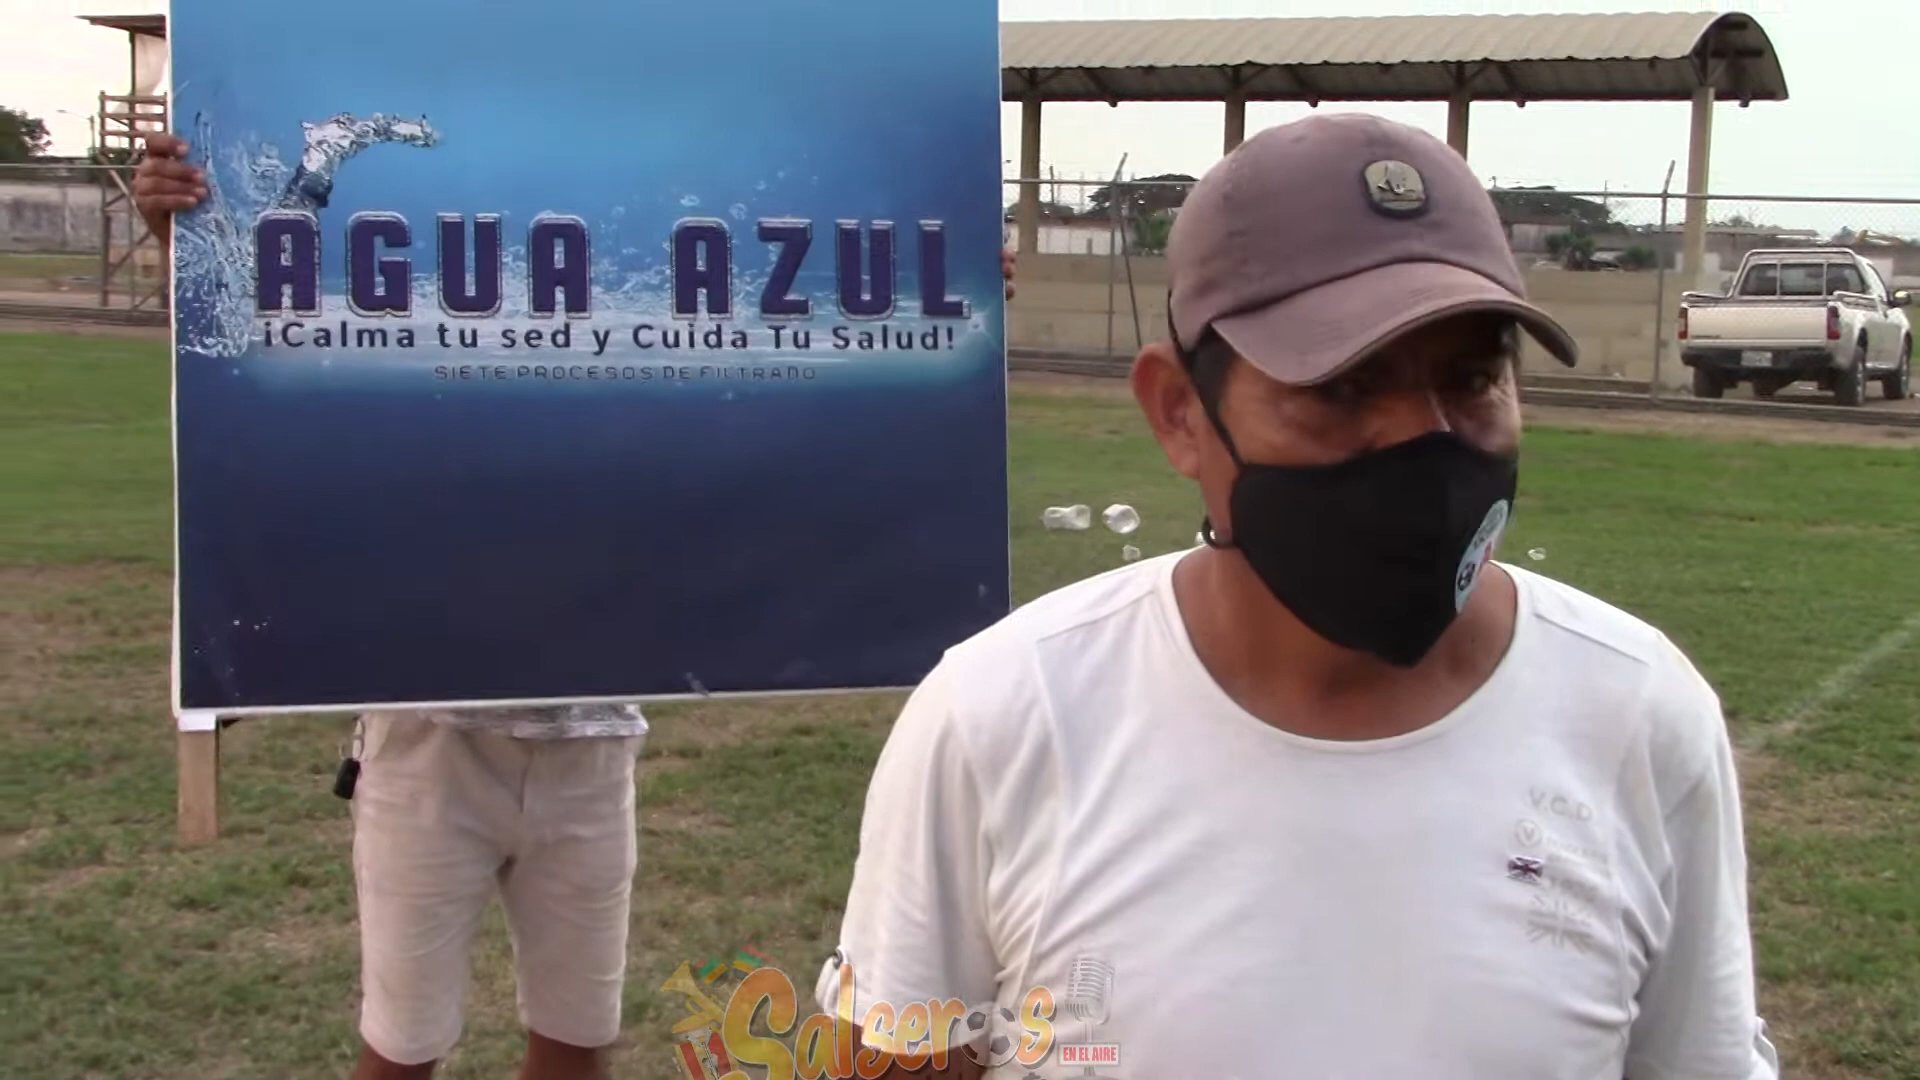 AGUA AZUL
¡Calma tu sed y Cuida Tu Salud!
SIETE PROCESOS DE FILTRADO
V.C.D
Salseros
EN EL AIRE